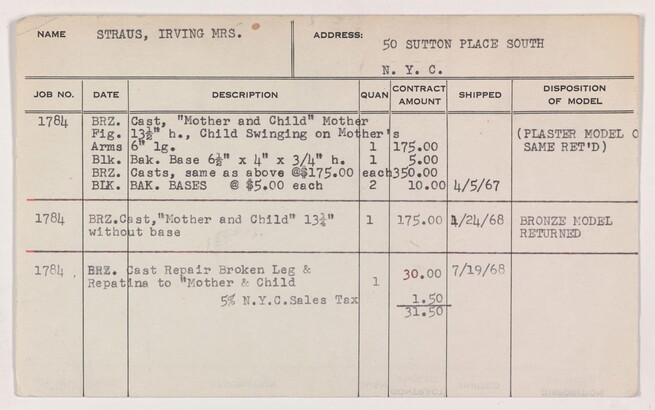 NAME STRAUS, IRVING MRS. ADDRESS: 50 SUTTON PLACE SOUTH
N. Y. C.
JOB NO. DATE DESCRIPTION QUAN CONTRACT AMOUNT SHIPPED DISPOSITION OF MODEL
1784 BRZ. Cast, "Mother and Child" Mother
Fig. 13½" h., Child Swinging on Mother's (PLASTER MODEL O
Arms 6" lg. 1 175.00 SAME RET'D)
Blk. Bak. Base 6½" x 4" x 3/4" h. 1 5.00
BRZ. Casts, same as above @$175.00 each 350.00
BLK. BAK. BASES @ $5.00 each 2 10.00 4/5/67
1784 BRZ.Cast,"Mother and Child" 13½" 1 175.00 1/24/68 BRONZE MODEL
without base RETURNED
1784 . BRZ. Cast Repair Broken Leg & 30.00 7/19/68
Repatina to "Mother & Child 1
5% N.Y.C.Sales Tax 1.50
31.50